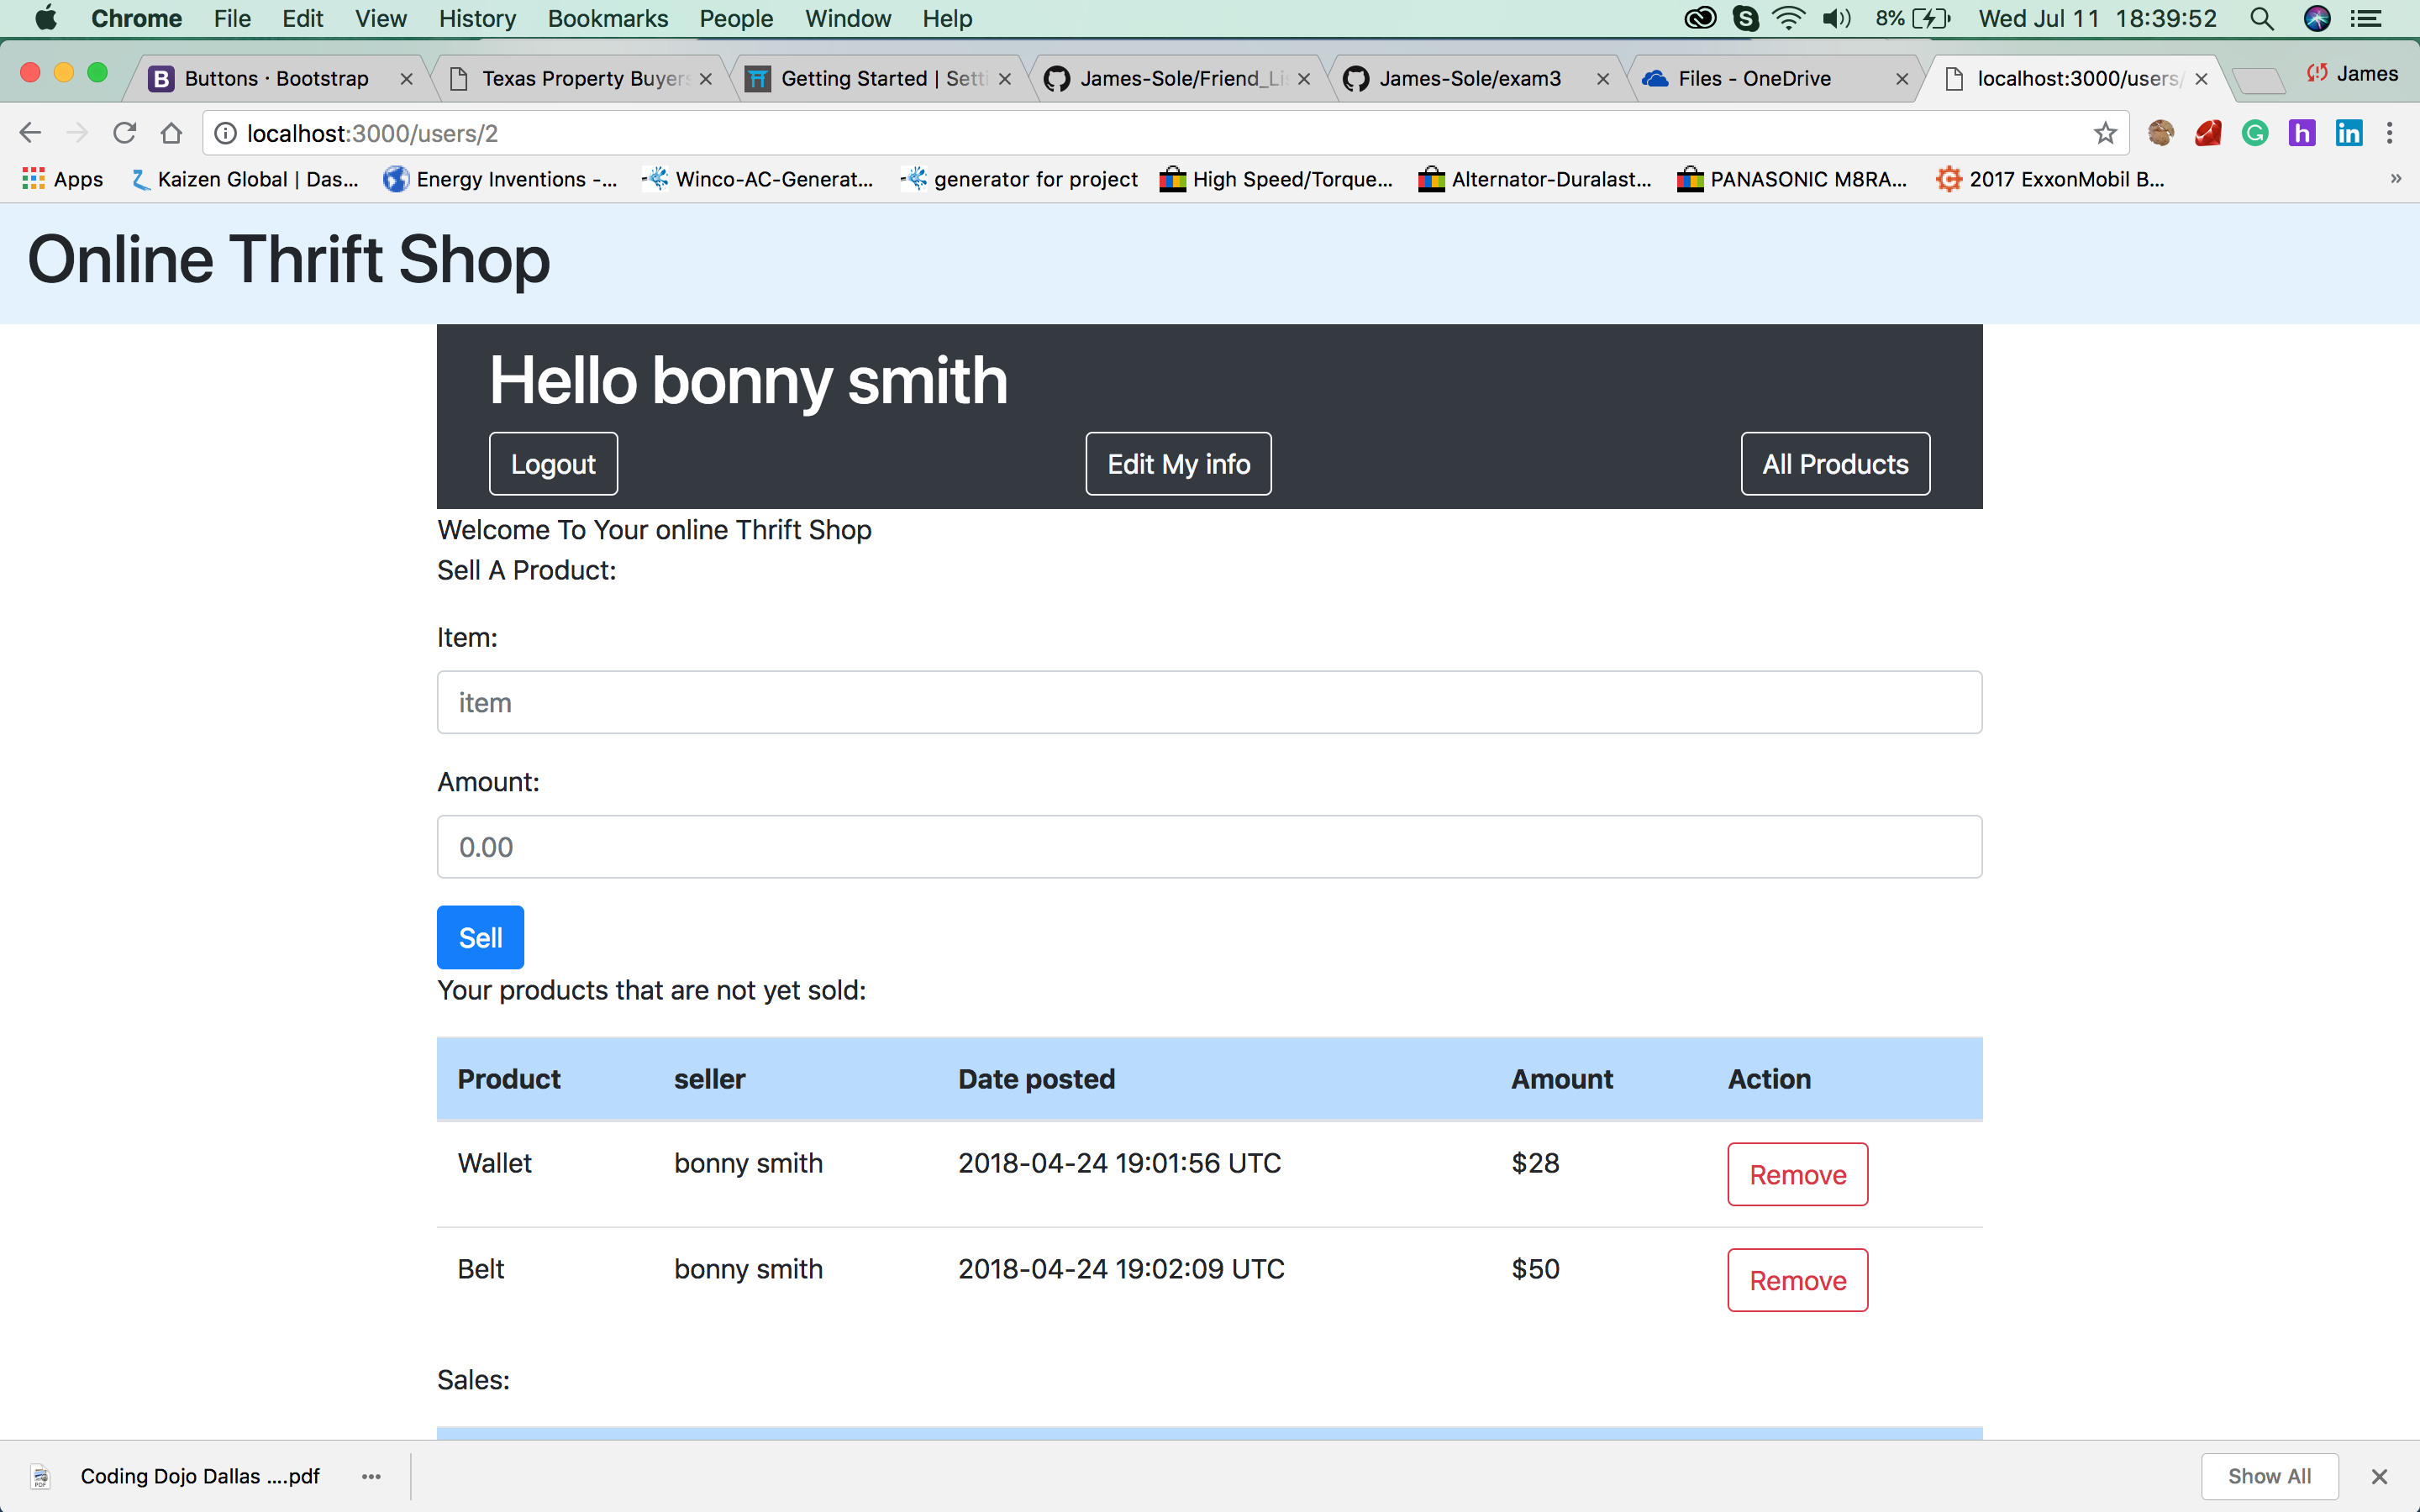 Chrome File Edit View History Bookmarks People Window Help 8% Wed Jul 11 18:39:52
Buttons · Bootstrap Texas Property Buyers Getting Started | Setti James-Sole/Friend_Li James-Sole/exam3 Files - OneDrive localhost:3000/users/ James
localhost:3000/users/2
Apps Kaizen Global | Das... Energy Inventions -... Winco-AC-Generat... generator for project High Speed/Torque... Alternator-Duralast... PANASONIC M8RA... 2017 ExxonMobil B... »
Online Thrift Shop
Hello bonny smith
Logout Edit My info All Products
Welcome To Your online Thrift Shop
Sell A Product:
Item:
item
Amount:
0.00
Sell
Your products that are not yet sold:
Product seller Date posted Amount Action
Wallet bonny smith 2018-04-24 19:01:56 UTC $28 Remove
Belt bonny smith 2018-04-24 19:02:09 UTC $50 Remove
Sales:
Coding Dojo Dallas ....pdf Show All